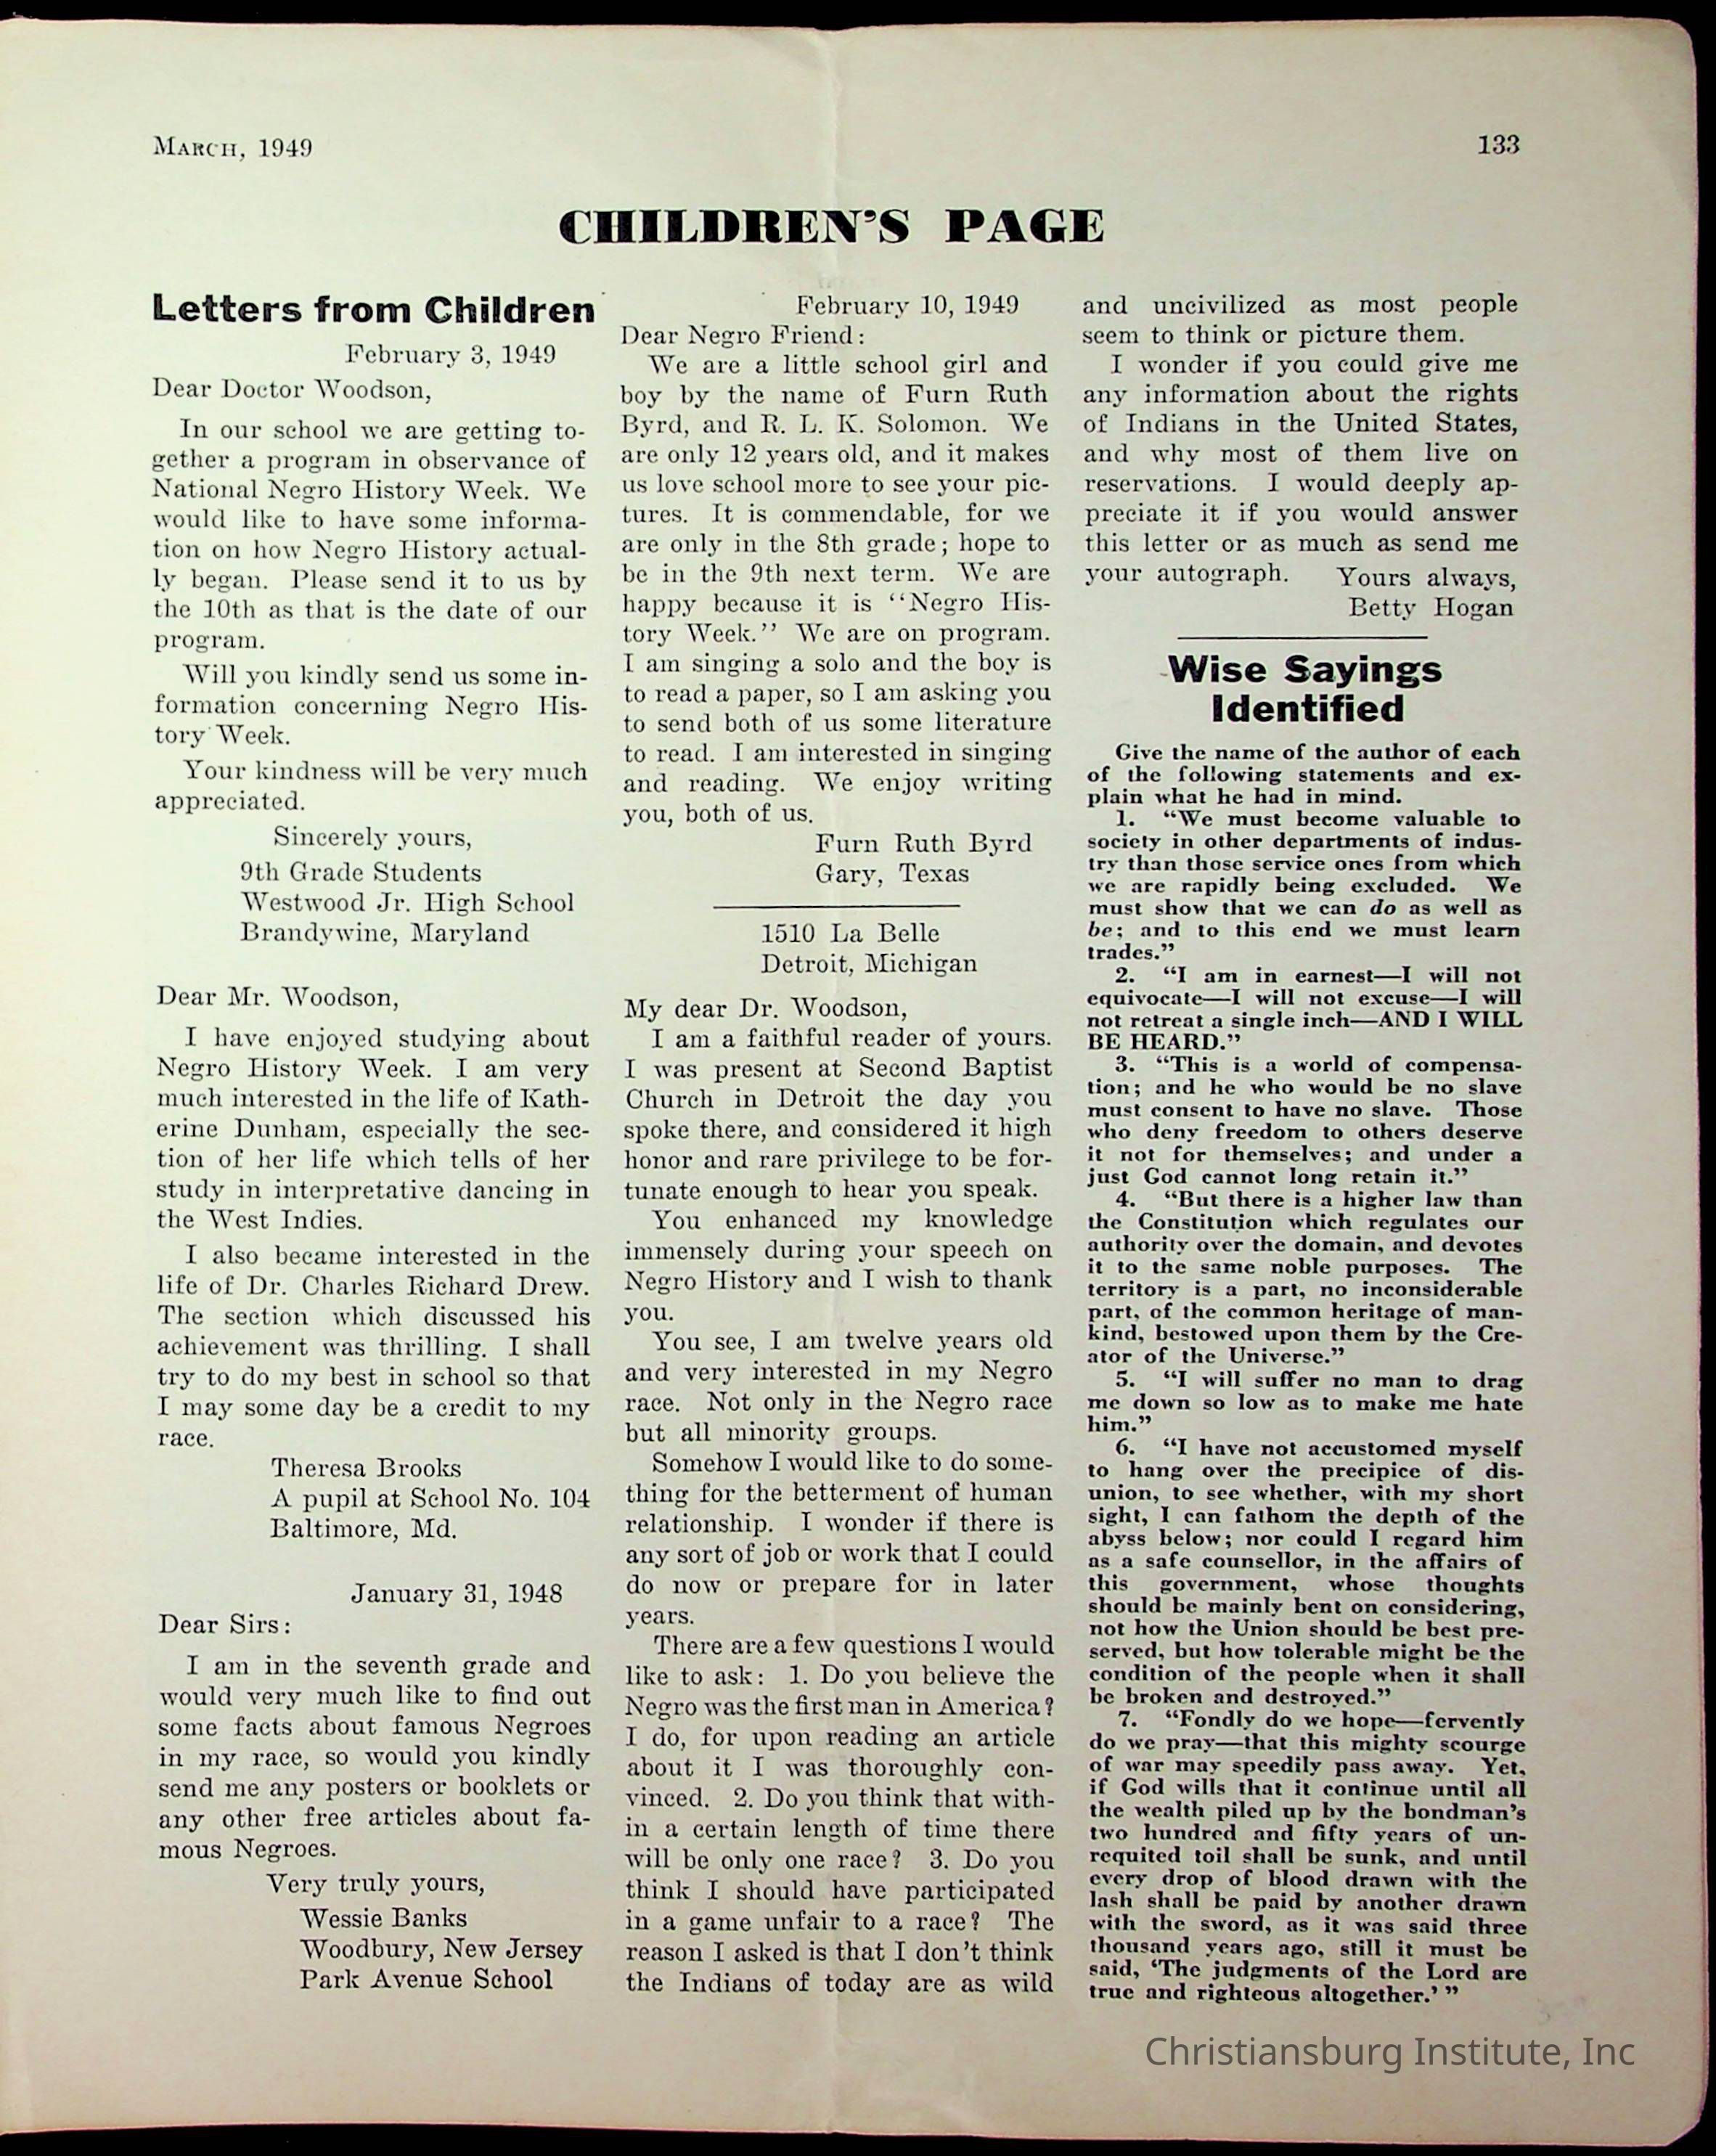 MARCH, 1949
133
CHILDREN'S PAGE
Letters from Children
February 3, 1949
Dear Doctor Woodson,
In our school we are getting to-
gether a program in observance of
National Negro History Week. We
would like to have some informa-
tion on how Negro History actual-
ly began. Please send it to us by
the 10th as that is the date of our
program.
Will you kindly send us some in-
formation concerning Negro His-
tory Week.
Your kindness will be very much
appreciated.
Sincerely yours,
9th Grade Students
Westwood Jr. High School
Brandywine, Maryland
Dear Mr. Woodson,
I have enjoyed studying about
Negro History Week. I am very
much interested in the life of Kath-
erine Dunham, especially the sec-
tion of her life which tells of her
study in interpretative dancing in
the West Indies.
I also became interested in the
life of Dr. Charles Richard Drew.
The section which discussed his
achievement was thrilling. I shall
try to do my best in school so that
I may some day be a credit to my
race.
Theresa Brooks
A pupil at School No. 104
Baltimore, Md.
January 31, 1948
Dear Sirs:
I am in the seventh grade and
would very much like to find out
some facts about famous Negroes
in my race, so would you kindly
send me any posters or booklets or
any other free articles about fa-
mous Negroes.
Very truly yours,
Wessie Banks
Woodbury, New Jersey
Park Avenue School
February 10, 1949
Dear Negro Friend:
We are a little school girl and
boy by the name of Furn Ruth
Byrd, and R. L. K. Solomon. We
are only 12 years old, and it makes
us love school more to see your pic-
tures. It is commendable, for we
are only in the 8th grade; hope to
be in the 9th next term. We are
happy because it is "Negro His-
tory Week." We are on program.
I am singing a solo and the boy is
to read a paper, so I am asking you
to send both of us some literature
to read. I am interested in singing
and reading. We enjoy writing
you, both of us.
Furn Ruth Byrd
Gary, Texas
1510 La Belle
Detroit, Michigan
My dear Dr. Woodson,
I am a faithful reader of yours.
I was present at Second Baptist
Church in Detroit the day you
spoke there, and considered it high
honor and rare privilege to be for-
tunate enough to hear you speak.
You enhanced my knowledge
immensely during your speech on
Negro History and I wish to thank
you.
You see, I am twelve years old
and very interested in my Negro
race. Not only in the Negro race
but all minority groups.
Somehow I would like to do some-
thing for the betterment of human
relationship. I wonder if there is
any sort of job or work that I could
do now or prepare for in later
years.
There are a few questions I would
like to ask: 1. Do you believe the
Negro was the first man in America?
I do, for upon reading an article
about it I was thoroughly con-
vinced. 2. Do you think that with-
in a certain length of time there
will be only one race? 3. Do you
think I should have participated
in a game unfair to a race? The
reason I asked is that I don't think
the Indians of today are as wild
and uncivilized as most people
seem to think or picture them.
I wonder if you could give me
any information about the rights
of Indians in the United States,
and why most of them live on
reservations. I would deeply ap-
preciate it if you would answer
this letter or as much as send me
your autograph. Yours always,
Betty Hogan
Wise Sayings
Identified
Give the name of the author of each
of the following statements and ex-
plain what he had in mind.
1. "We must become valuable to
society in other departments of indus-
try than those service ones from which
we are rapidly being excluded. We
must show that we can do as well as
be; and to this end we must learn
trades."
2. "I am in earnest—I will not
equivocate—I will not excuse—I will
not retreat a single inch—AND I WILL
BE HEARD."
3. "This is a world of compensa-
tion; and he who would be no slave
must consent to have no slave. Those
who deny freedom to others deserve
it not for themselves; and under a
just God cannot long retain it."
4. "But there is a higher law than
the Constitution which regulates our
authority over the domain, and devotes
it to the same noble purposes. The
territory is a part, no inconsiderable
part, of the common heritage of man-
kind, bestowed upon them by the Cre-
ator of the Universe."
5. "I will suffer no man to drag
me down so low as to make me hate
him."
6. "I have not accustomed myself
to hang over the precipice of dis-
union, to see whether, with my short
sight, I can fathom the depth of the
abyss below; nor could I regard him
as a safe counsellor, in the affairs of
this government, whose thoughts
should be mainly bent on considering,
not how the Union should be best pre-
served, but how tolerable might be the
condition of the people when it shall
be broken and destroyed."
7. "Fondly do we hope—fervently
do we pray—that this mighty scourge
of war may speedily pass away. Yet,
if God wills that it continue until all
the wealth piled up by the bondman's
two hundred and fifty years of un-
requited toil shall be sunk, and until
every drop of blood drawn with the
lash shall be paid by another drawn
with the sword, as it was said three
thousand years ago, still it must be
said, 'The judgments of the Lord are
true and righteous altogether.' "
Christiansburg Institute, Inc